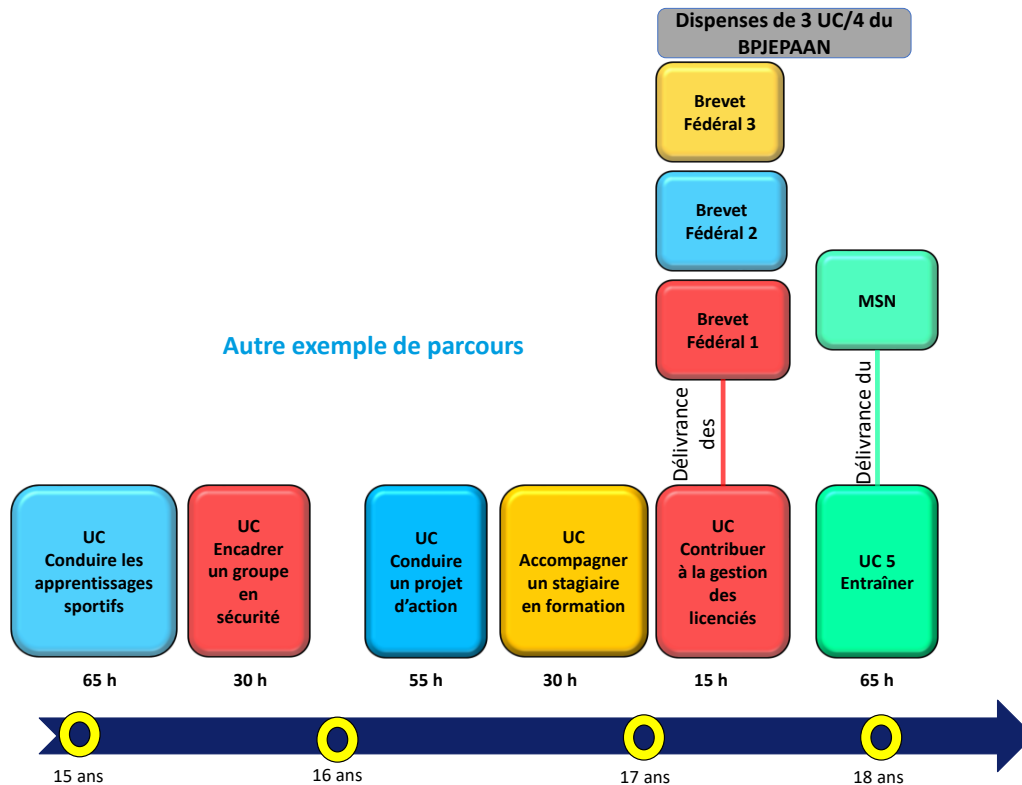 Dispenses de 3 UC/4 du
BPJEPAAN
Brevet
Fédéral 3
Brevet
Fédéral 2
Brevet
Fédéral 1
MSN
Autre exemple de parcours
Délivrance
des
Délivrance du
UC
Conduire les
apprentissages
sportifs
UC
Encadrer
un groupe
en
sécurité
UC
Conduire
un projet
d’action
UC
Accompagner
un stagiaire
en formation
UC
Contribuer
à la gestion
des
licenciés
UC 5
Entraîner
65 h
30 h
55 h
30 h
15 h
65 h
15 ans
16 ans
17 ans
18 ans